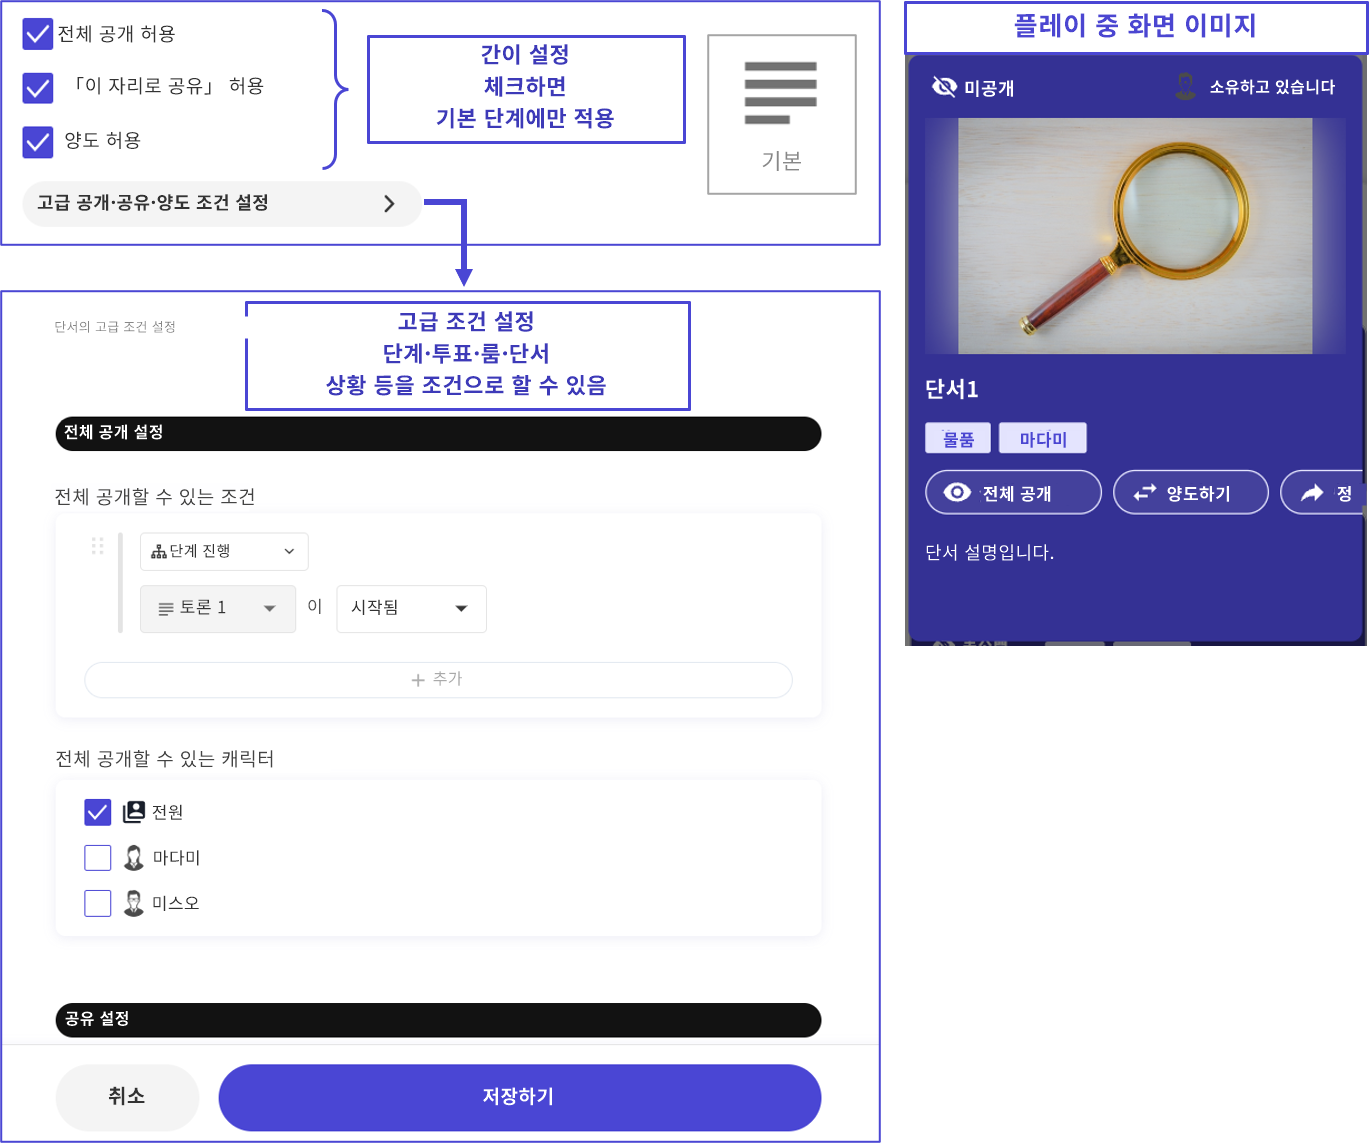 전체 공개 허용
「이 자리로 공유」 허용
양도 허용
고급 공개·공유·양도 조건 설정
간이 설정
체크하면
기본 단계에만 적용
기본
단서의 고급 조건 설정
고급 조건 설정
단계·투표·룸·단서
상황 등을 조건으로 할 수 있음
전체 공개 설정
전체 공개할 수 있는 조건
단계 진행
토론 1 이 시작됨
+ 추가
전체 공개할 수 있는 캐릭터
전원
마다미
미스오
공유 설정
취소 저장하기
플레이 중 화면 이미지
미공개 소유하고 있습니다
단서1
물품 마다미
전체 공개 양도하기 정
단서 설명입니다.